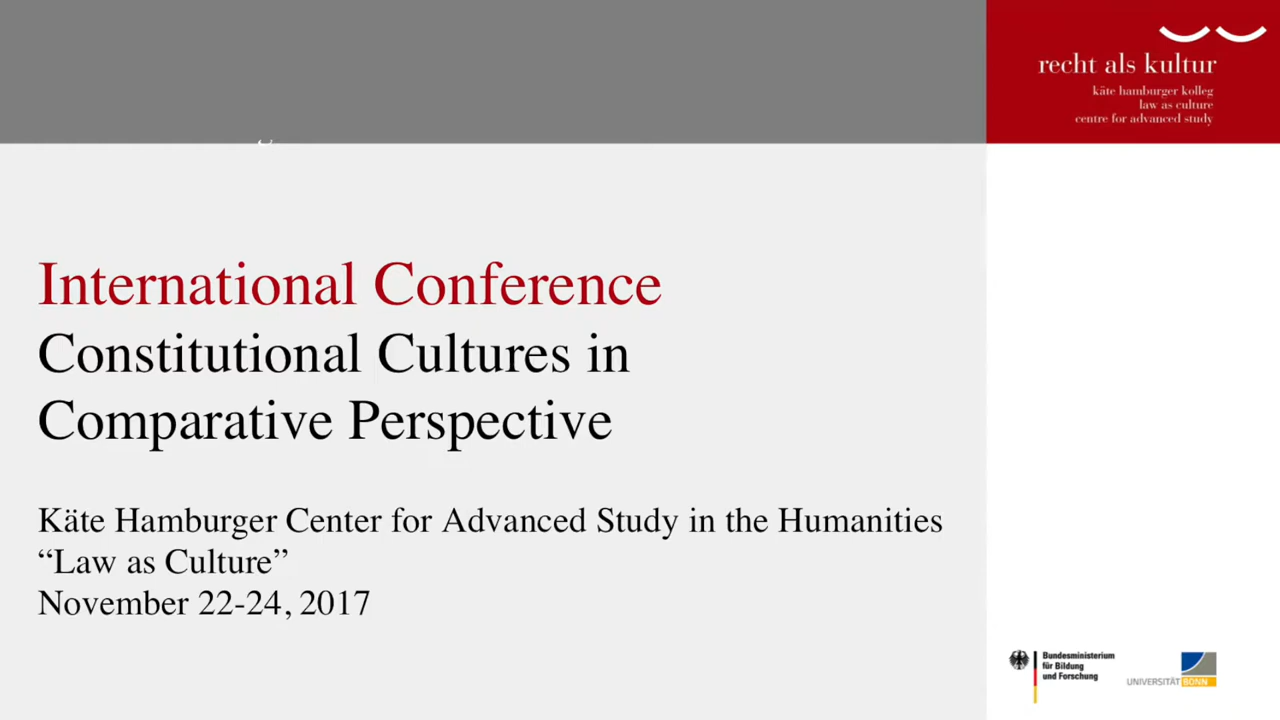 recht als kultur
käte hamburger kolleg
law as culture
centre for advanced study
International Conference
Constitutional Cultures in
Comparative Perspective
Käte Hamburger Center for Advanced Study in the Humanities
“Law as Culture”
November 22-24, 2017
Bundesministerium
für Bildung
und Forschung
UNIVERSITÄT BONN